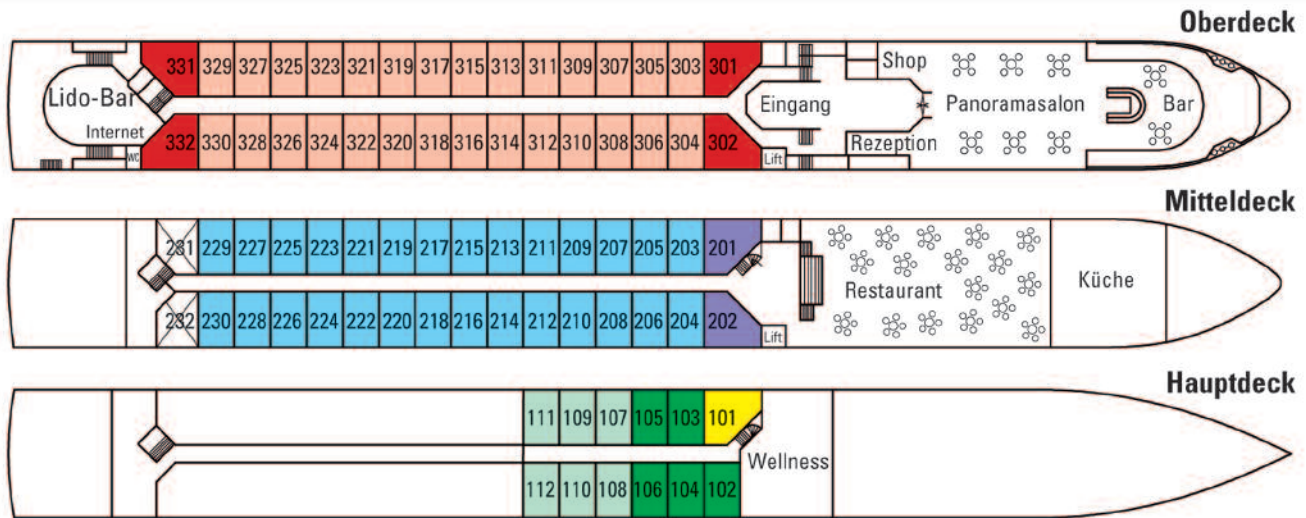 Oberdeck
331 329 327 325 323 321 319 317 315 313 311 309 307 305 303 301
Shop
Lido-Bar
Eingang
Panoramasalon
Bar
Internet
332 330 328 326 324 322 320 318 316 314 312 310 308 306 304 302
Rezeption
WC
Lift
Mitteldeck
231 229 227 225 223 221 219 217 215 213 211 209 207 205 203 201
Restaurant
Küche
232 230 228 226 224 222 220 218 216 214 212 210 208 206 204 202
Lift
Hauptdeck
111 109 107 105 103 101
Wellness
112 110 108 106 104 102